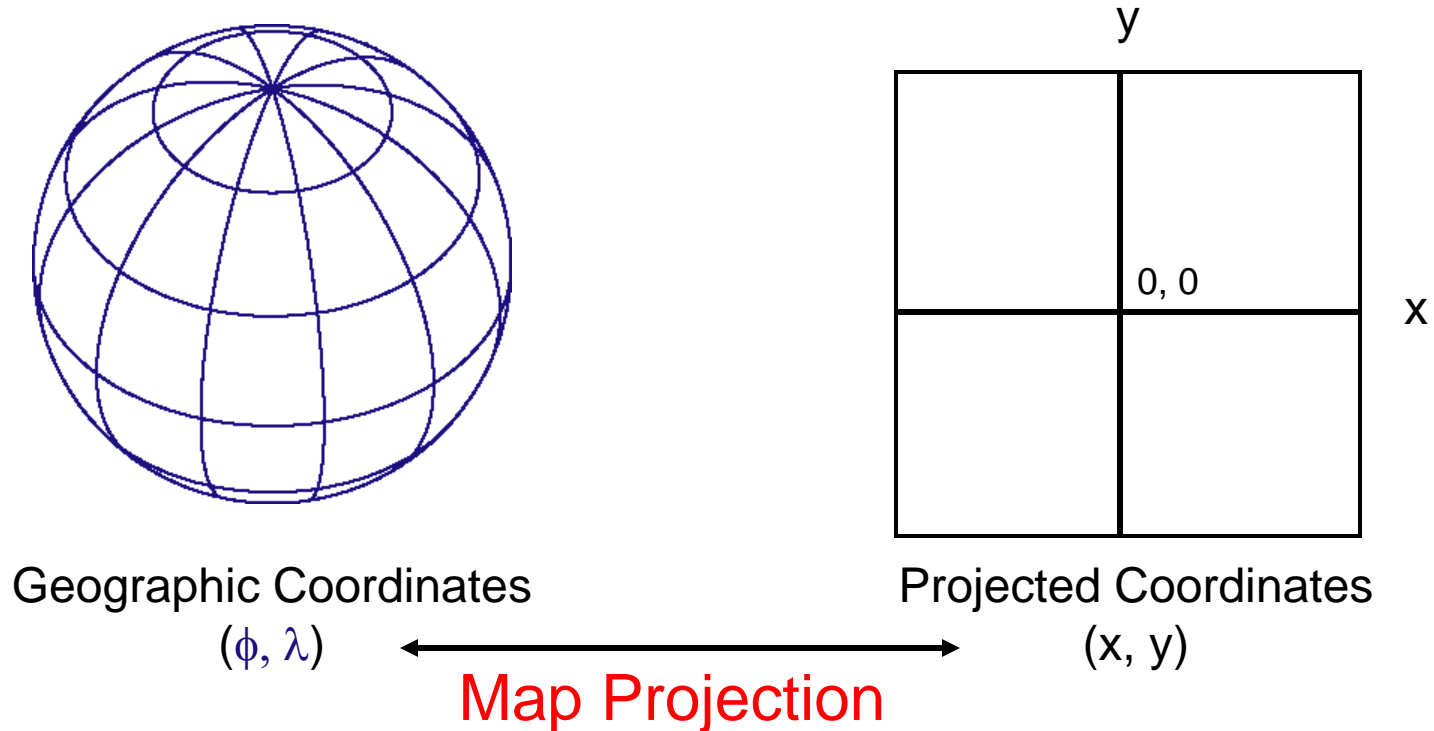 y
0, 0
x
Geographic Coordinates
(ϕ, λ)
Projected Coordinates
(x, y)
Map Projection